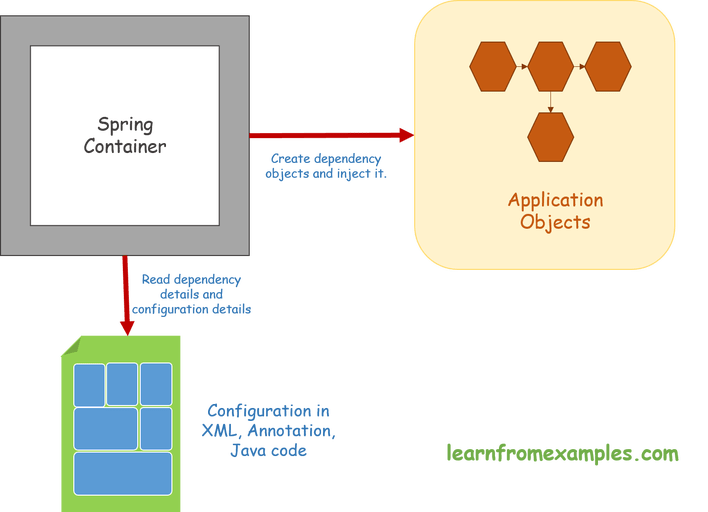 Spring
Container
Create dependency
objects and inject it.
Application
Objects
Read dependency
details and
configuration details
Configuration in
XML, Annotation,
Java code
learnfromexamples.com